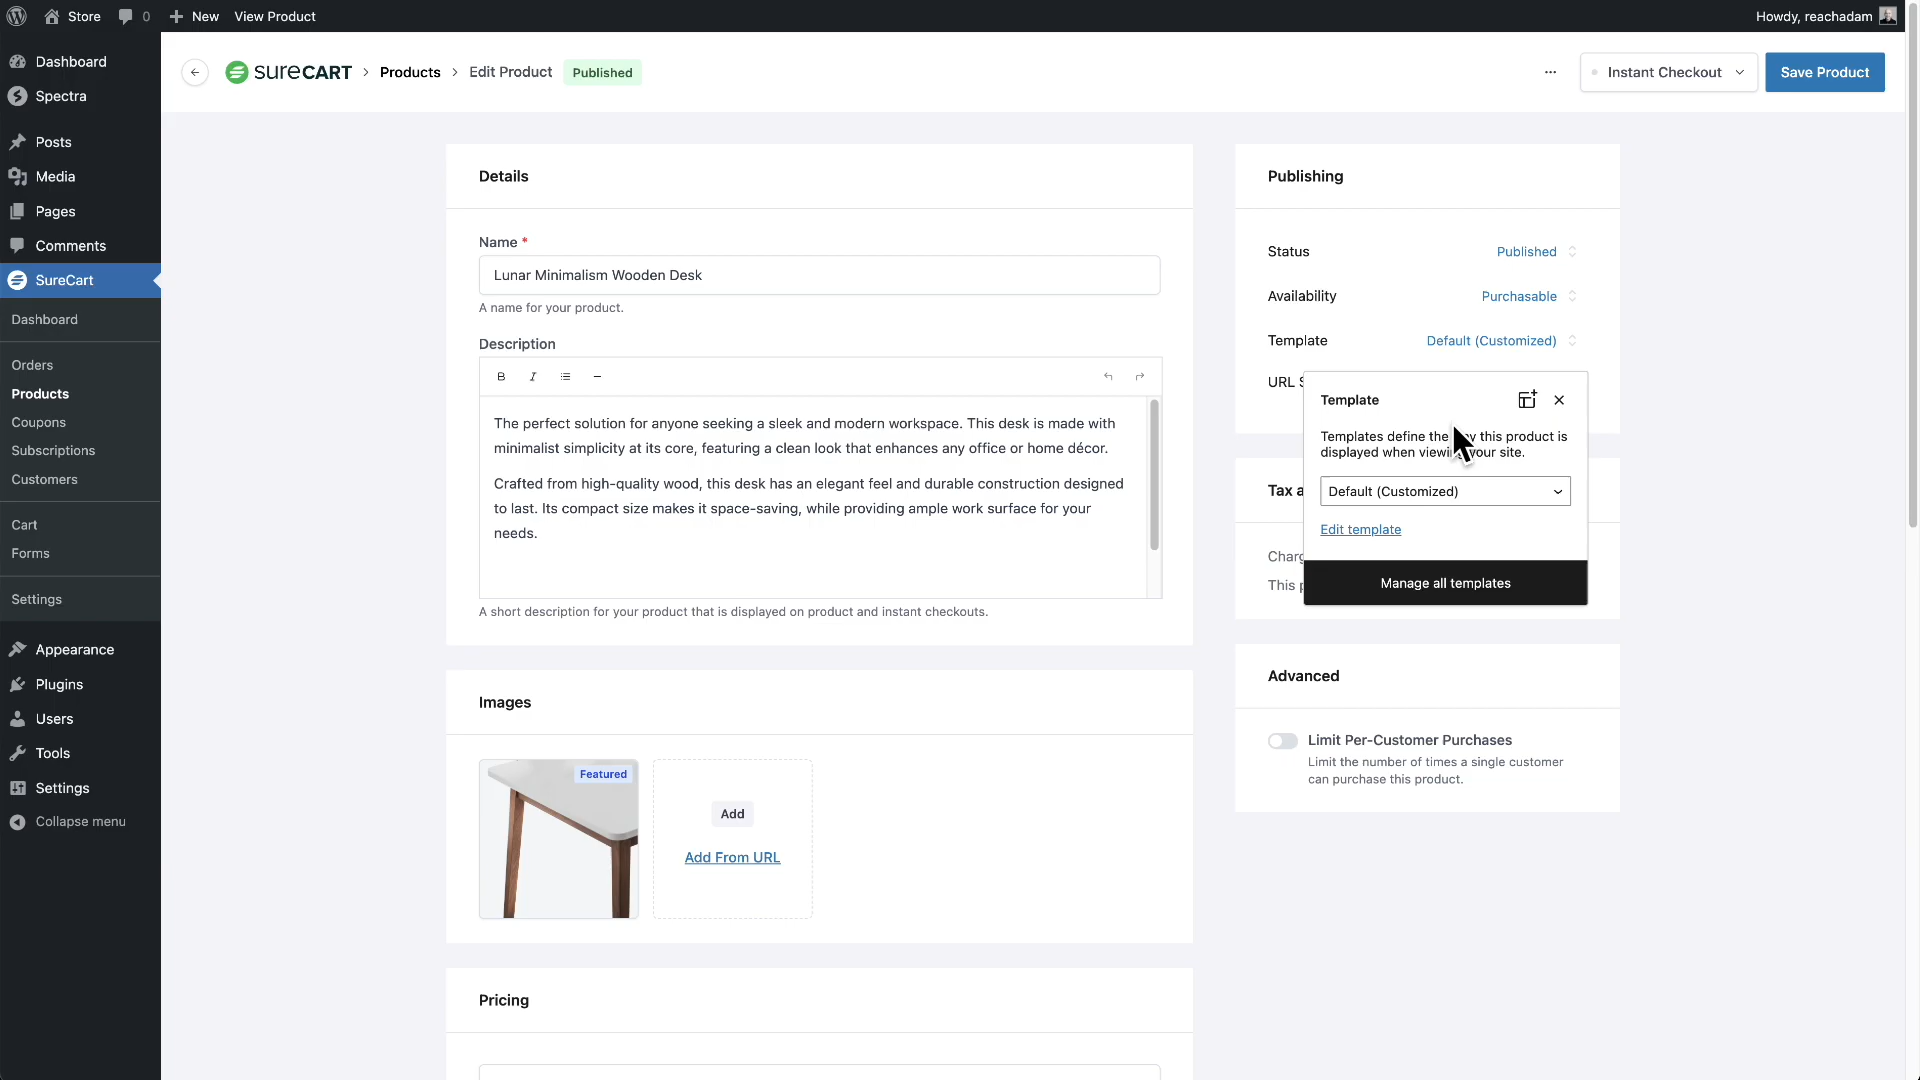 Store
0
New
View Product
Howdy, reachadam
Dashboard
Spectra
Posts
Media
Pages
Comments
SureCart
Dashboard
Orders
Products
Coupons
Subscriptions
Customers
Cart
Forms
Settings
Appearance
Plugins
Users
Tools
Settings
Collapse menu
SURECART
Products
Edit Product
Published
Instant Checkout
Save Product
Details
Name *
Lunar Minimalism Wooden Desk
A name for your product.
Description
B I
The perfect solution for anyone seeking a sleek and modern workspace. This desk is made with
minimalist simplicity at its core, featuring a clean look that enhances any office or home décor.
Crafted from high-quality wood, this desk has an elegant feel and durable construction designed
to last. Its compact size makes it space-saving, while providing ample work surface for your
needs.
A short description for your product that is displayed on product and instant checkouts.
Images
Featured
Add
Add From URL
Pricing
Publishing
Status Published
Availability Purchasable
Template Default (Customized)
URL
Template
Templates define the this product is
displayed when your site.
Default (Customized)
Edit template
Manage all templates
Tax
This
Advanced
Limit Per-Customer Purchases
Limit the number of times a single customer
can purchase this product.